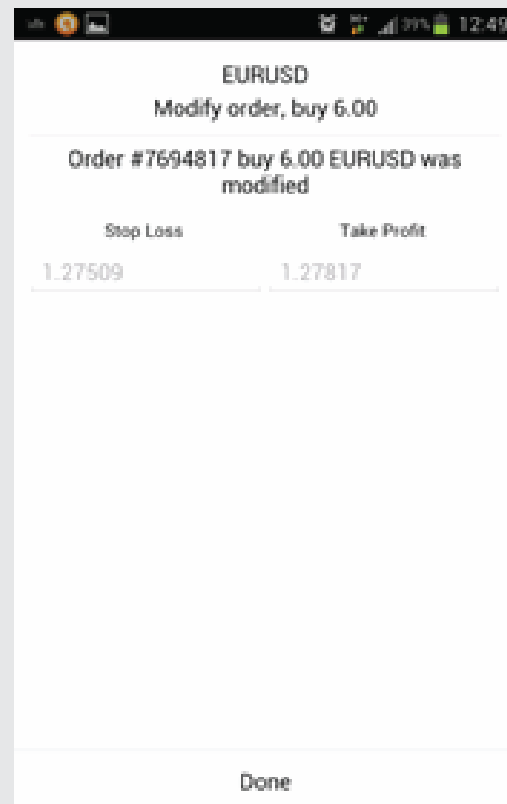 39% 12:49
EURUSD
Modify order, buy 6.00
Order #7694817 buy 6.00 EURUSD was
modified
Stop Loss Take Profit
1.27509 1.27817
Done